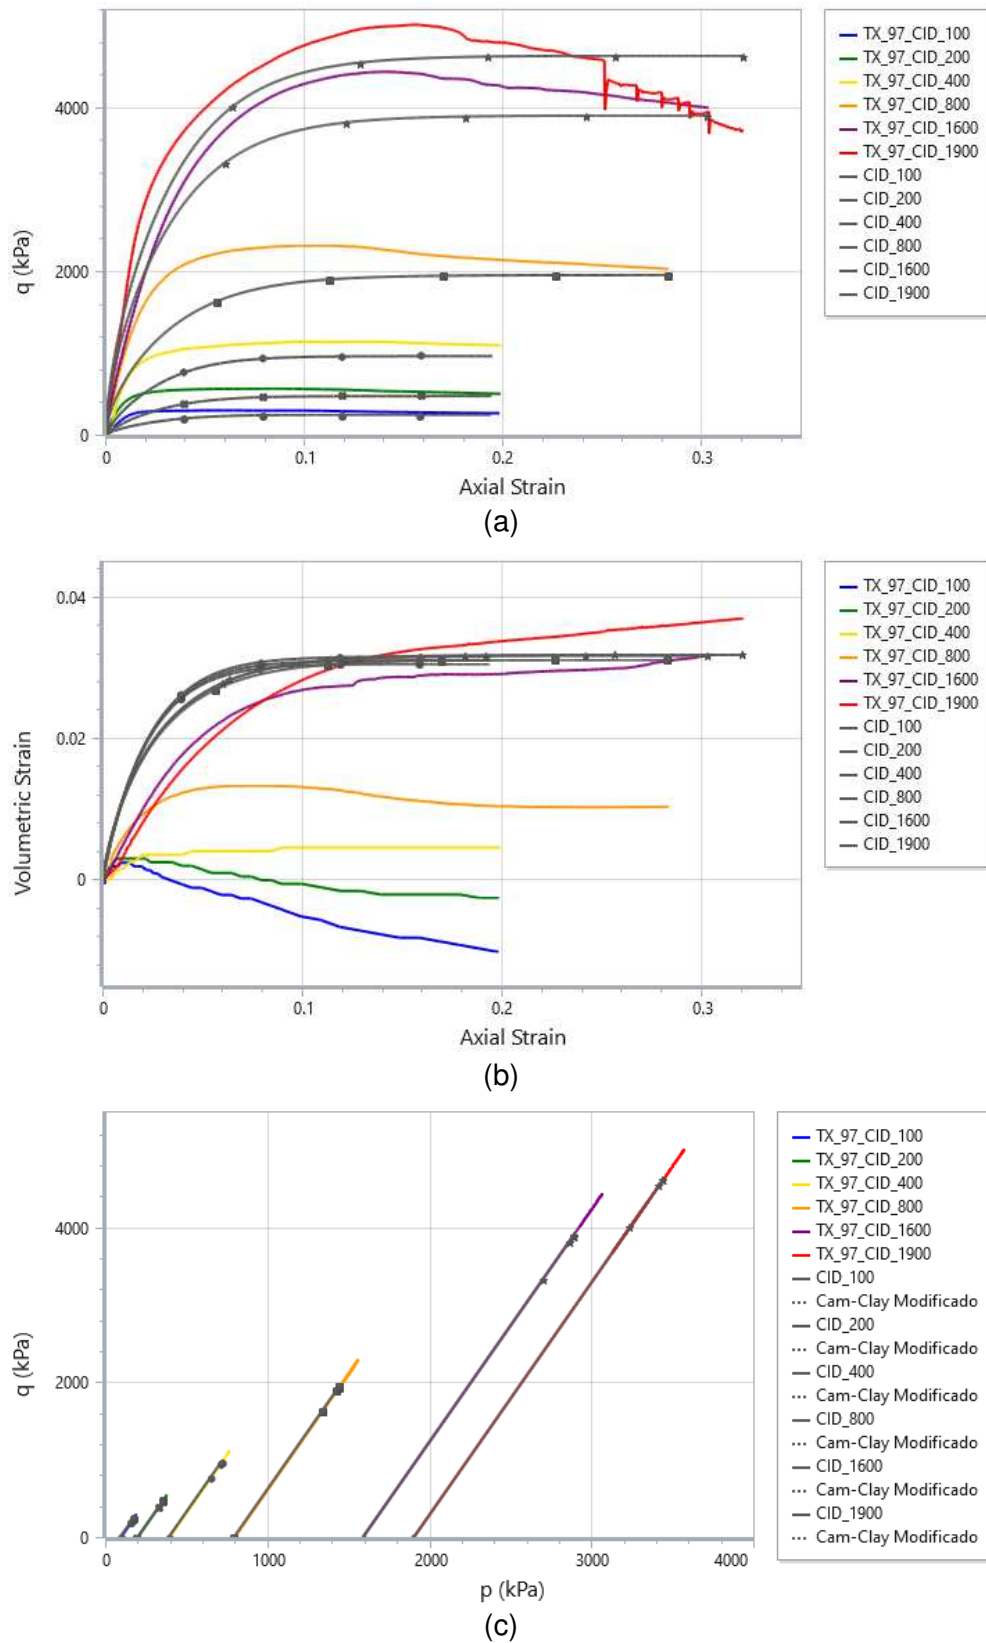 4000
2000
0
q (kPa)
0
0.1
0.2
0.3
Axial Strain
TX_97_CID_100
TX_97_CID_200
TX_97_CID_400
TX_97_CID_800
TX_97_CID_1600
TX_97_CID_1900
CID_100
CID_200
CID_400
CID_800
CID_1600
CID_1900
(a)
0.04
0.02
0
Volumetric Strain
0
0.1
0.2
0.3
Axial Strain
TX_97_CID_100
TX_97_CID_200
TX_97_CID_400
TX_97_CID_800
TX_97_CID_1600
TX_97_CID_1900
CID_100
CID_200
CID_400
CID_800
CID_1600
CID_1900
(b)
4000
2000
0
q (kPa)
0
1000
2000
3000
4000
p (kPa)
TX_97_CID_100
TX_97_CID_200
TX_97_CID_400
TX_97_CID_800
TX_97_CID_1600
TX_97_CID_1900
CID_100
Cam-Clay Modificado
CID_200
Cam-Clay Modificado
CID_400
Cam-Clay Modificado
CID_800
Cam-Clay Modificado
CID_1600
Cam-Clay Modificado
CID_1900
Cam-Clay Modificado
(c)